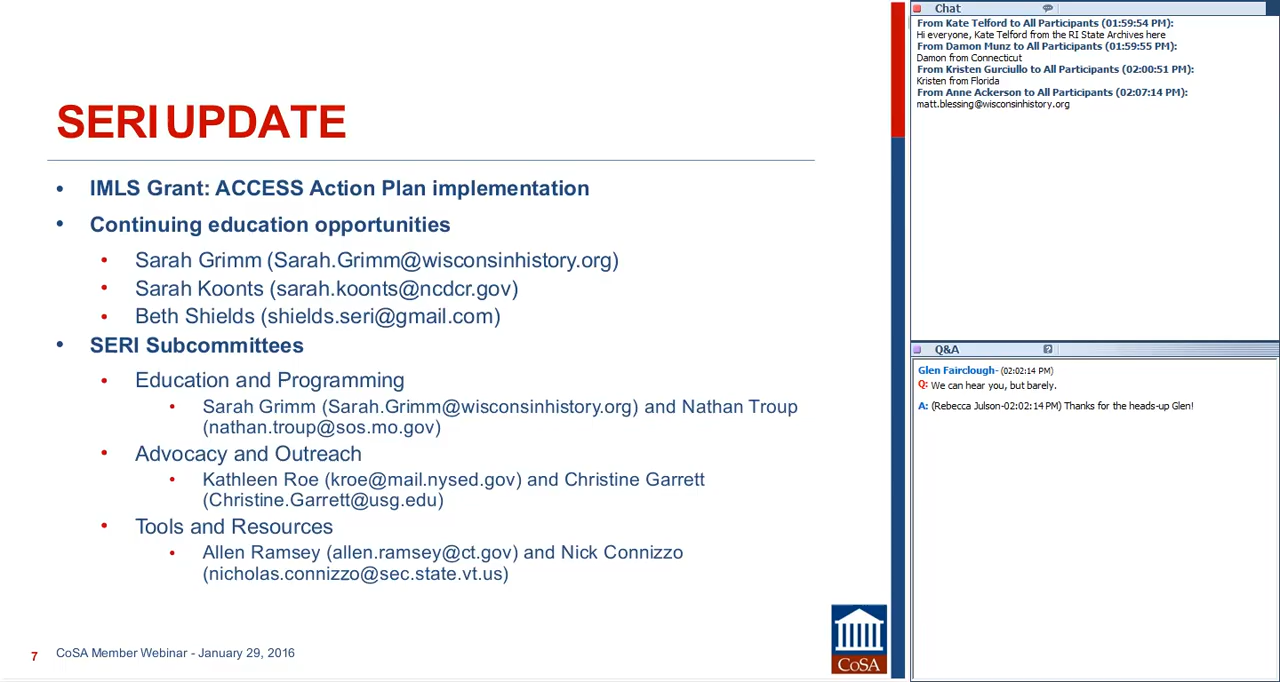 SERI UPDATE
• IMLS Grant: ACCESS Action Plan implementation
• Continuing education opportunities
• Sarah Grimm (Sarah.Grimm@wisconsinhistory.org)
• Sarah Koonts (sarah.koonts@ncdcr.gov)
• Beth Shields (shields.seri@gmail.com)
• SERI Subcommittees
• Education and Programming
• Sarah Grimm (Sarah.Grimm@wisconsinhistory.org) and Nathan Troup
(nathan.troup@sos.mo.gov)
• Advocacy and Outreach
• Kathleen Roe (kroe@mail.nysed.gov) and Christine Garrett
(Christine.Garrett@usg.edu)
• Tools and Resources
• Allen Ramsey (allen.ramsey@ct.gov) and Nick Connizzo
(nicholas.connizzo@sec.state.vt.us)
7 CoSA Member Webinar - January 29, 2016
CoSA
Chat
From Kate Telford to All Participants (01:59:54 PM):
Hi everyone, Kate Telford from the RI State Archives here
From Damon Munz to All Participants (01:59:55 PM):
Damon from Connecticut
From Kristen Gurciullo to All Participants (02:00:51 PM):
Kristen from Florida
From Anne Ackerson to All Participants (02:07:14 PM):
matt.blessing@wisconsinhistory.org
Q&A
Glen Fairclough- (02:02:14 PM)
Q: We can hear you, but barely.
A: (Rebecca Julson-02:02:14 PM) Thanks for the heads-up Glen!